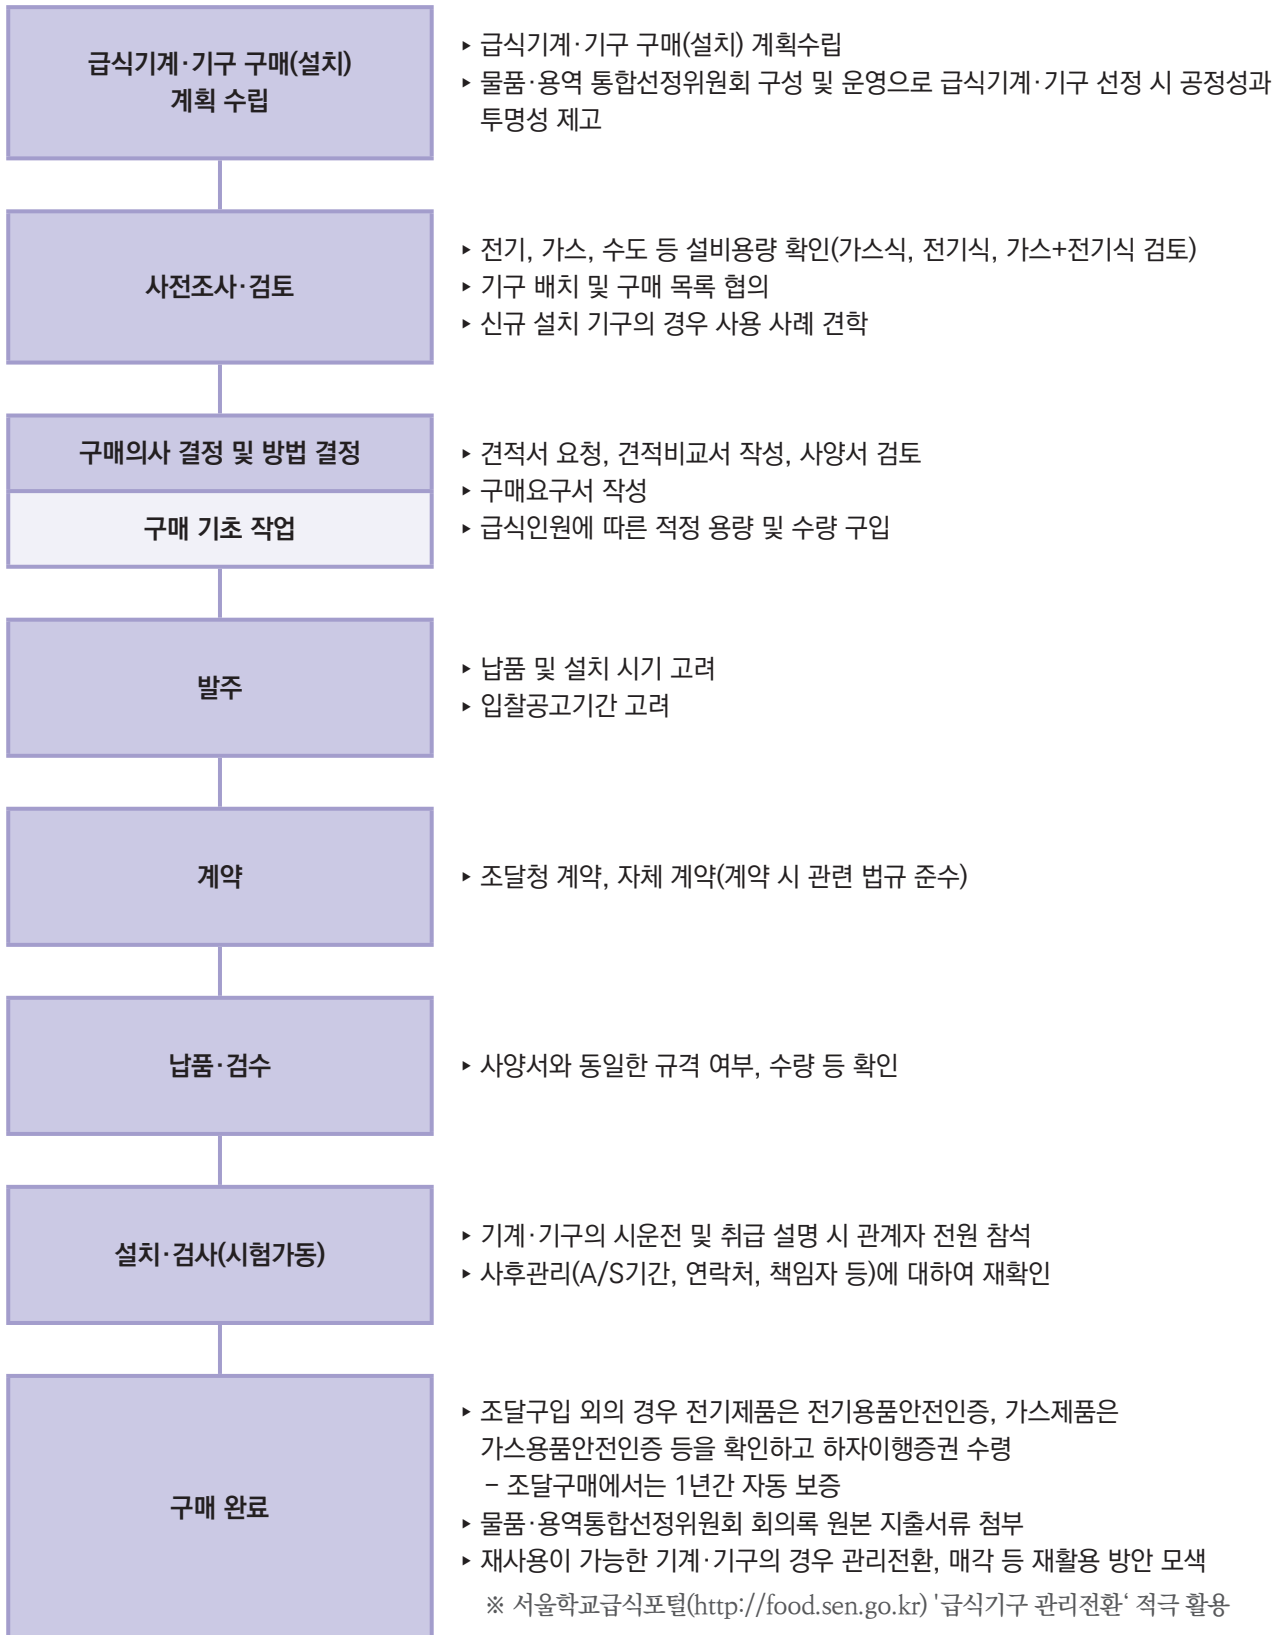 급식기계·기구 구매(설치)
계획 수립
▸ 급식기계·기구 구매(설치) 계획수립
▸ 물품·용역 통합선정위원회 구성 및 운영으로 급식기계·기구 선정 시 공정성과
투명성 제고
사전조사·검토
▸ 전기, 가스, 수도 등 설비용량 확인(가스식, 전기식, 가스+전기식 검토)
▸ 기구 배치 및 구매 목록 협의
▸ 신규 설치 기구의 경우 사용 사례 견학
구매의사 결정 및 방법 결정
구매 기초 작업
▸ 견적서 요청, 견적비교서 작성, 사양서 검토
▸ 구매요구서 작성
▸ 급식인원에 따른 적정 용량 및 수량 구입
발주
▸ 납품 및 설치 시기 고려
▸ 입찰공고기간 고려
계약
▸ 조달청 계약, 자체 계약(계약 시 관련 법규 준수)
납품·검수
▸ 사양서와 동일한 규격 여부, 수량 등 확인
설치·검사(시험가동)
▸ 기계·기구의 시운전 및 취급 설명 시 관계자 전원 참석
▸ 사후관리(A/S기간, 연락처, 책임자 등)에 대하여 재확인
구매 완료
▸ 조달구입 외의 경우 전기제품은 전기용품안전인증, 가스제품은
가스용품안전인증 등을 확인하고 하자이행증권 수령
– 조달구매에서는 1년간 자동 보증
▸ 물품·용역통합선정위원회 회의록 원본 지출서류 첨부
▸ 재사용이 가능한 기계·기구의 경우 관리전환, 매각 등 재활용 방안 모색
※ 서울학교급식포털(http://food.sen.go.kr) '급식기구 관리전환‘ 적극 활용